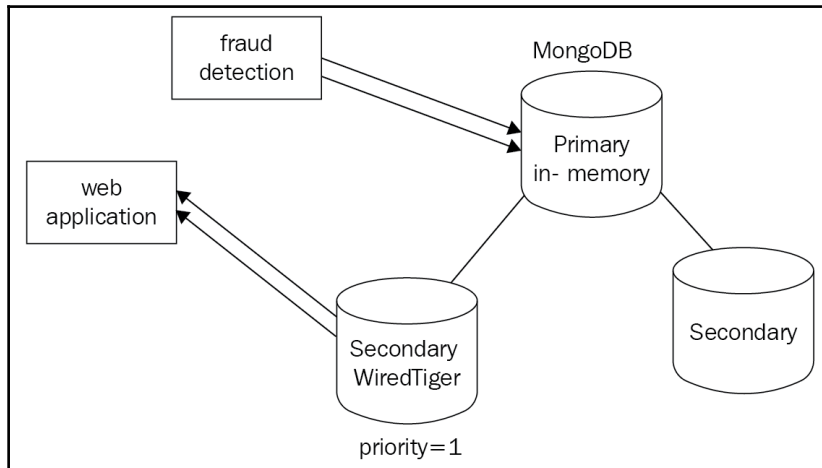 fraud
detection
MongoDB
Primary
in- memory
web
application
Secondary
WiredTiger
priority=1
Secondary